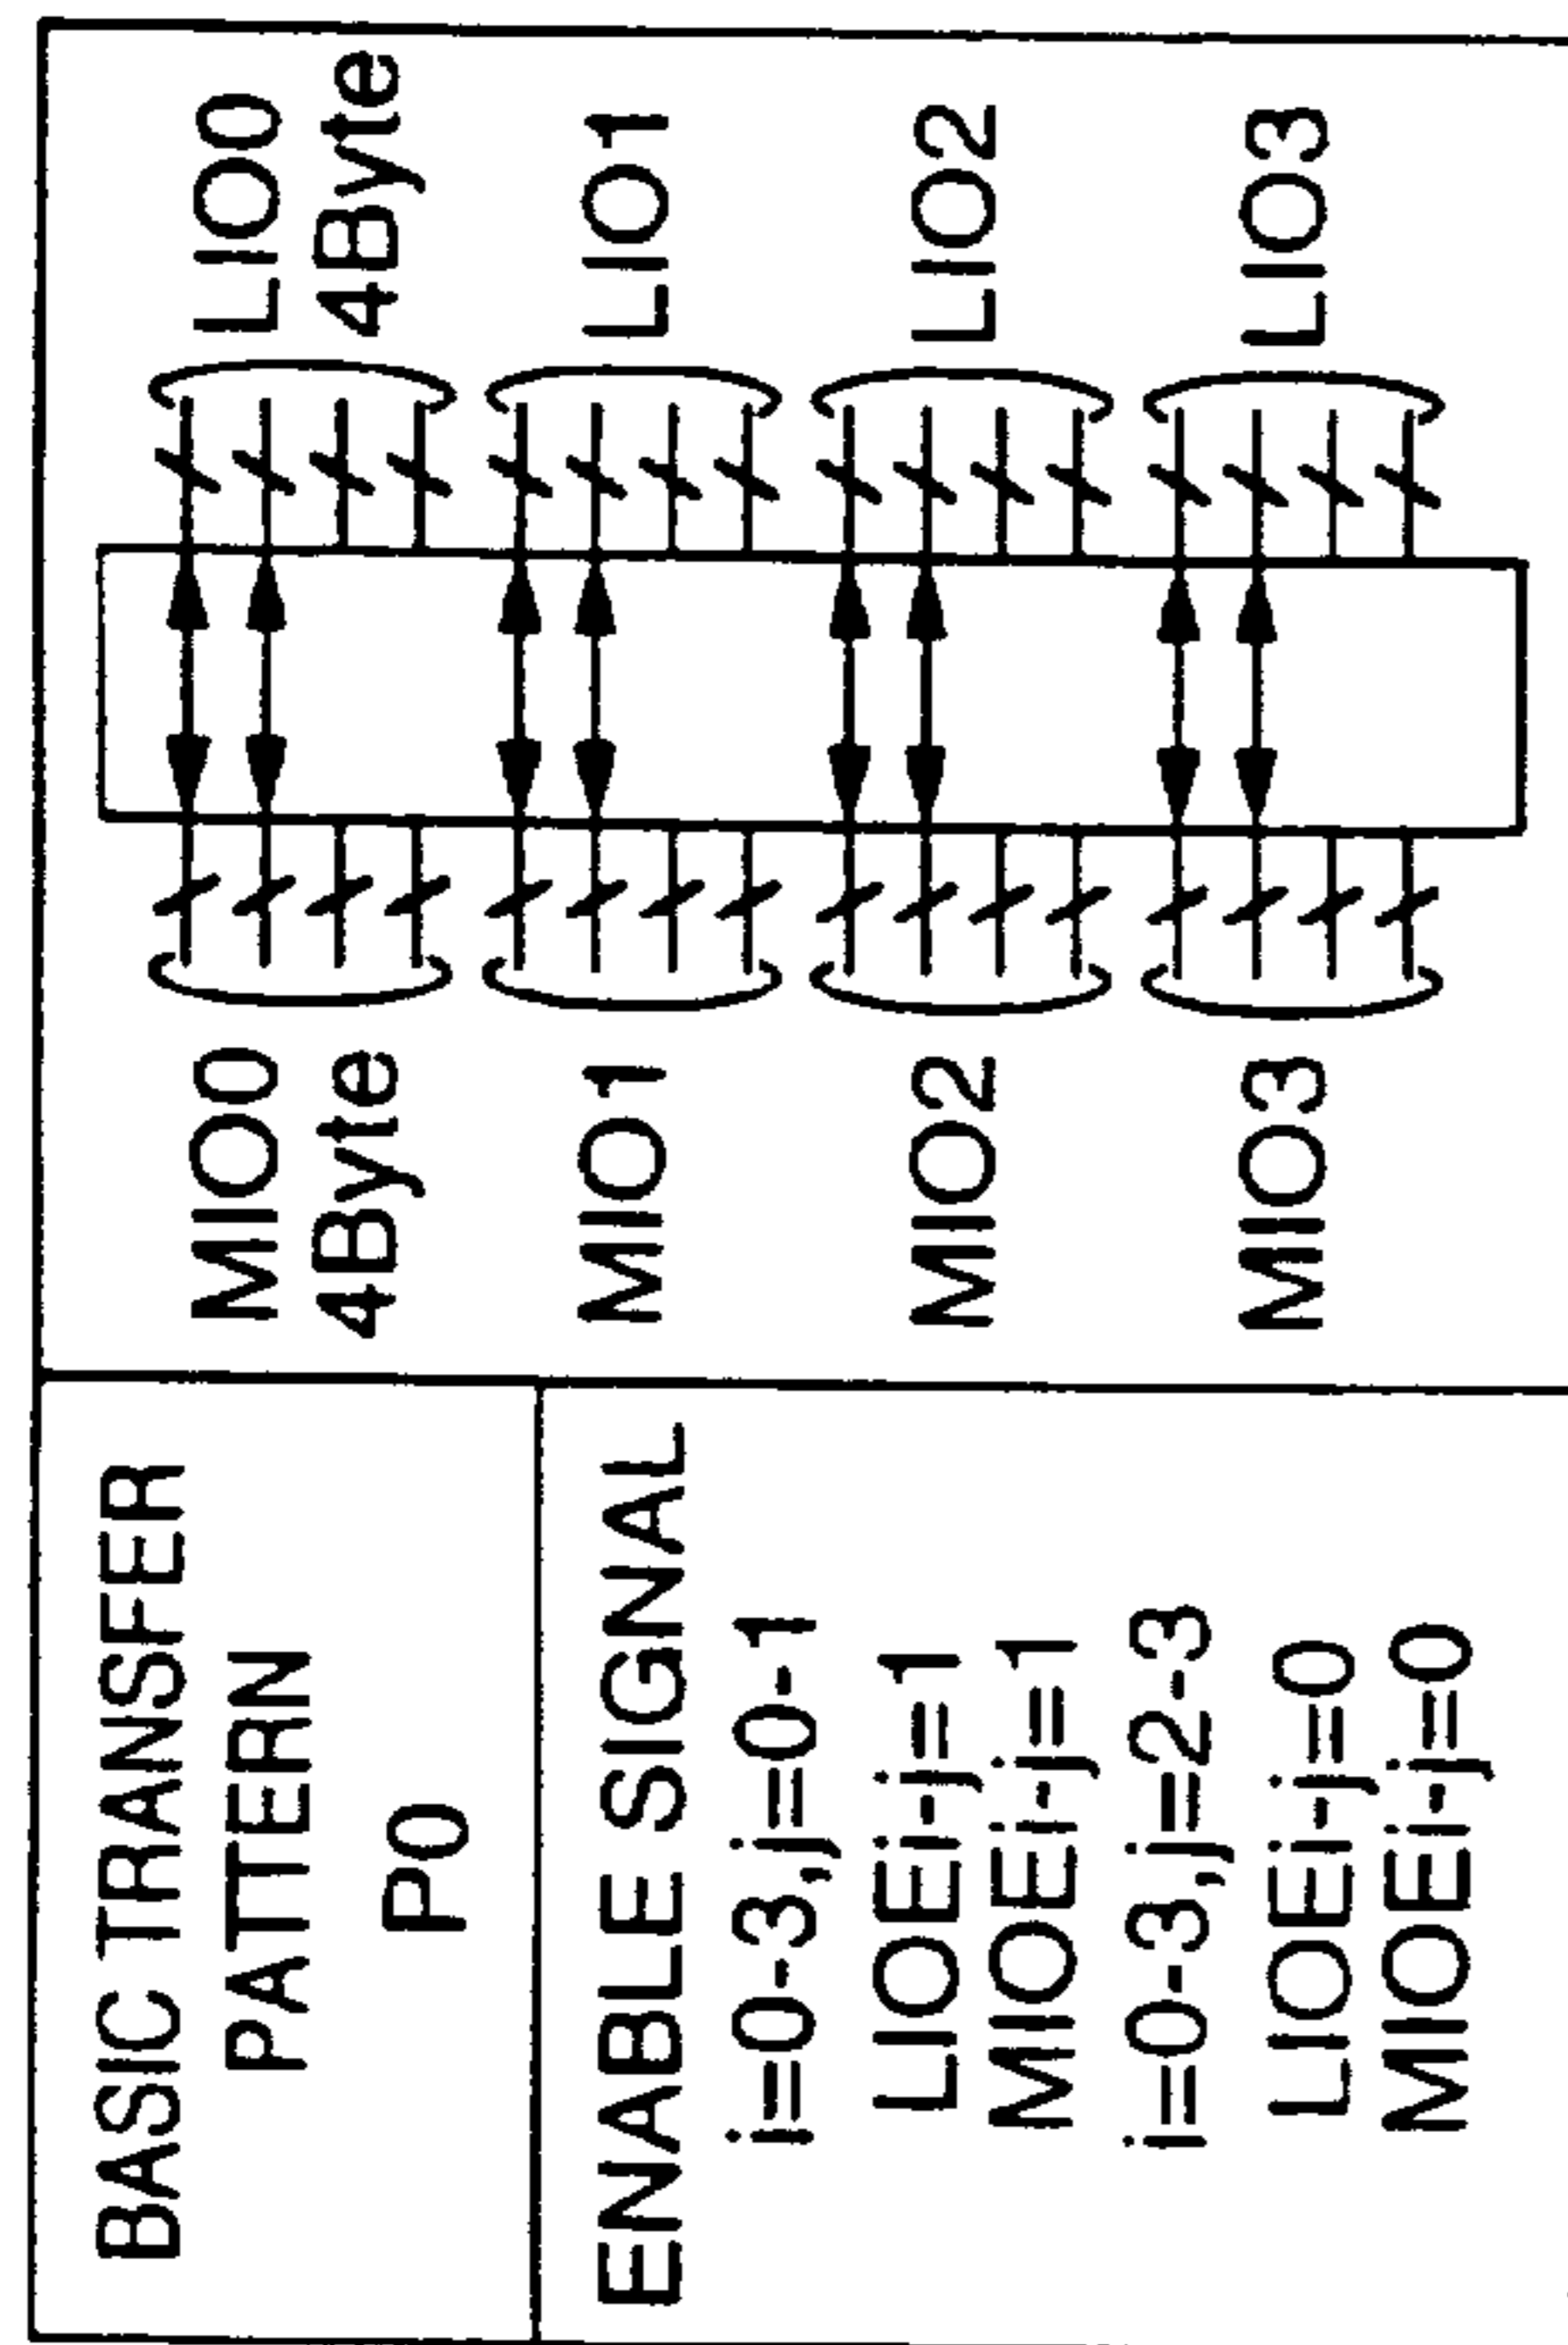 BASIC TRANSFER
PATTERN
P0
ENABLE SIGNAL
i=0-3,j=0-1
LIOEi-j=1
MIOEi-j=1
i=0-3,j=2-3
LIOEi-j=0
MIOEi-j=0
MIO0
4Byte
MIO1
MIO2
MIO3
LIO0
4Byte
LIO1
LIO2
LIO3